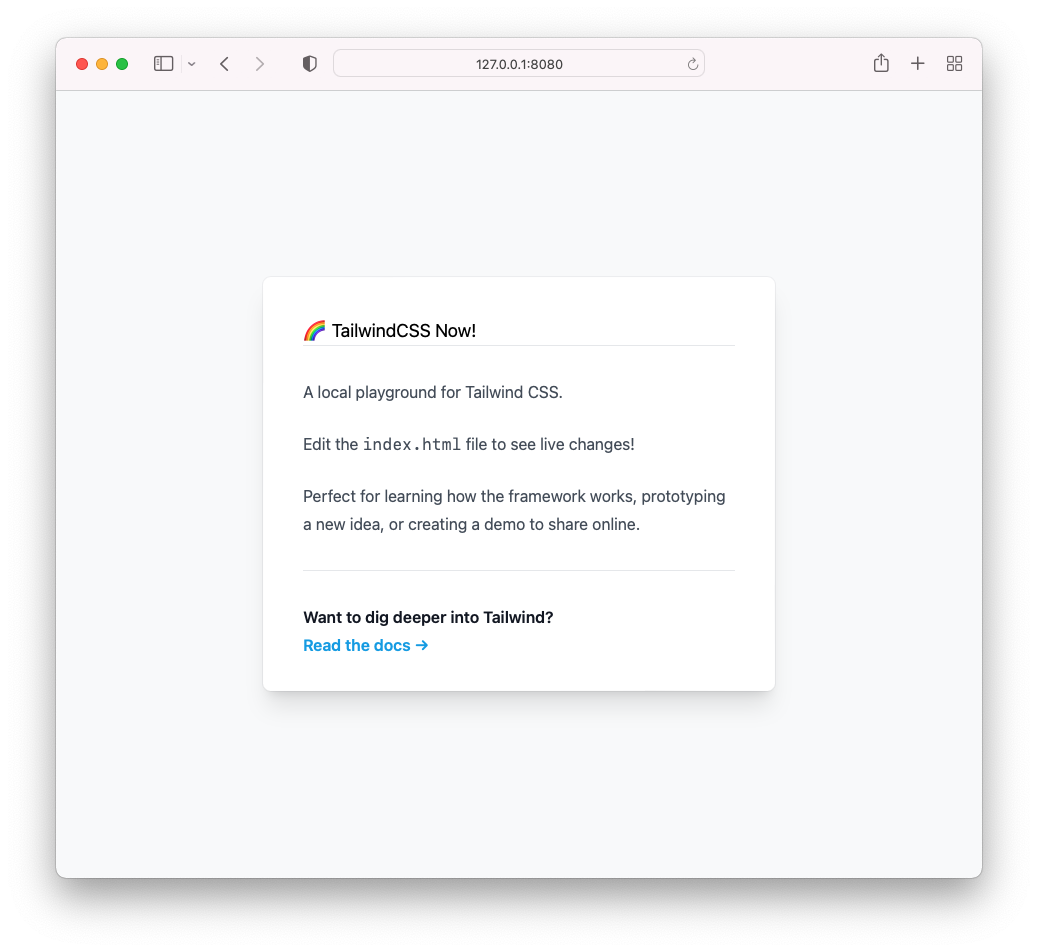 127.0.0.1:8080
🌈 TailwindCSS Now!
A local playground for Tailwind CSS.
Edit the index.html file to see live changes!
Perfect for learning how the framework works, prototyping
a new idea, or creating a demo to share online.
Want to dig deeper into Tailwind?
Read the docs →